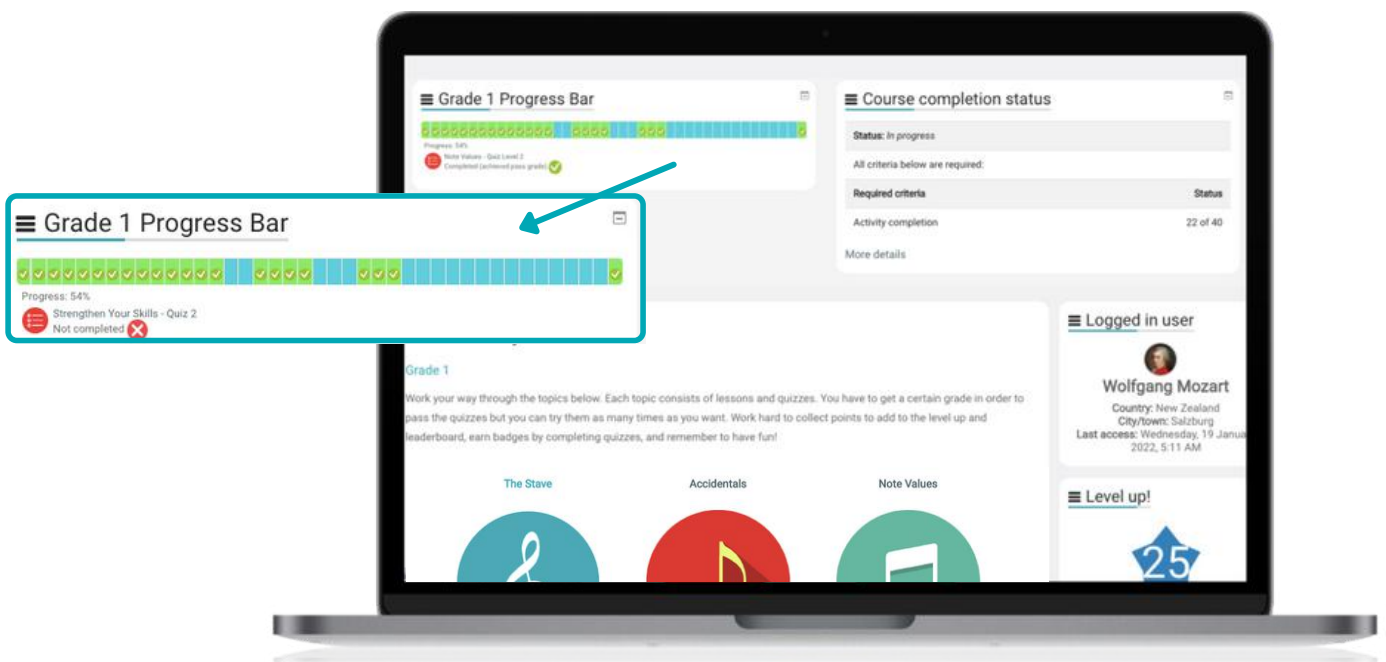 Grade 1 Progress Bar
Progress: 54%
Note Values - Quiz Level 2
Completed (achieved pass grade)
Course completion status
Status: In progress
All criteria below are required:
Required criteria Status
Activity completion 22 of 40
More details
Grade 1 Progress Bar
Progress: 54%
Strengthen Your Skills - Quiz 2
Not completed
Grade 1
Work your way through the topics below. Each topic consists of lessons and quizzes. You have to get a certain grade in order to
pass the quizzes but you can try them as many times as you want. Work hard to collect points to add to the level up and
leaderboard, earn badges by completing quizzes, and remember to have fun!
The Stave
Accidentals
Note Values
Logged in user
Wolfgang Mozart
Country: New Zealand
City/town: Salzburg
Last access: Wednesday, 19 Janua
2022, 5:11 AM
Level up!
25